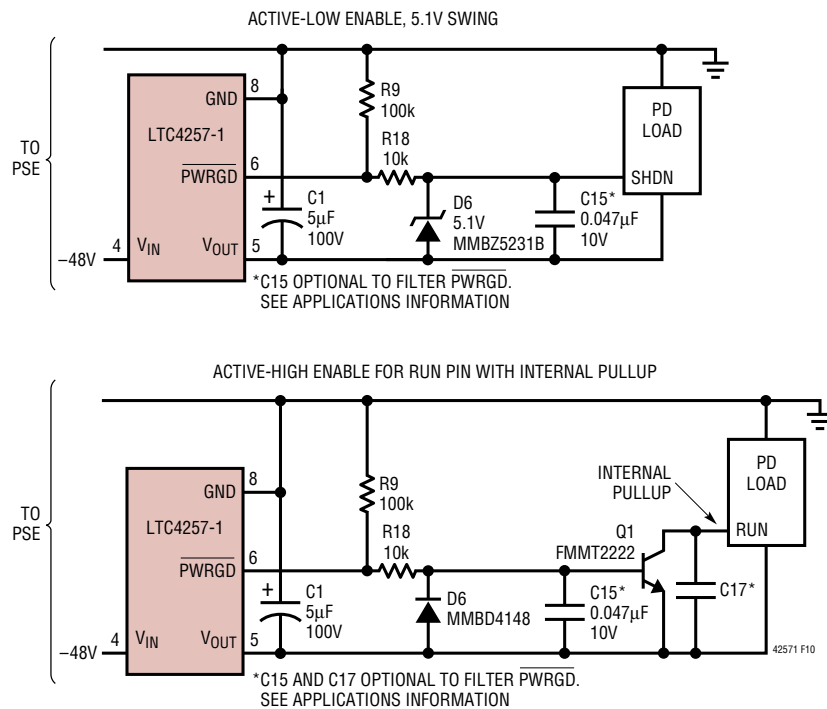 ACTIVE-LOW ENABLE, 5.1V SWING
TO
PSE
GND
8
LTC4257-1
PWRGD
6
–48V
4
VIN
VOUT
5
+
C1
5µF
100V
R9
100k
R18
10k
D6
5.1V
MMBZ5231B
C15*
0.047µF
10V
PD
LOAD
SHDN
*C15 OPTIONAL TO FILTER PWRGD.
SEE APPLICATIONS INFORMATION
ACTIVE-HIGH ENABLE FOR RUN PIN WITH INTERNAL PULLUP
TO
PSE
GND
8
LTC4257-1
PWRGD
6
–48V
4
VIN
VOUT
5
+
C1
5µF
100V
R9
100k
R18
10k
D6
MMBD4148
C15*
0.047µF
10V
Q1
FMMT2222
INTERNAL
PULLUP
C17*
PD
LOAD
RUN
42571 F10
*C15 AND C17 OPTIONAL TO FILTER PWRGD.
SEE APPLICATIONS INFORMATION